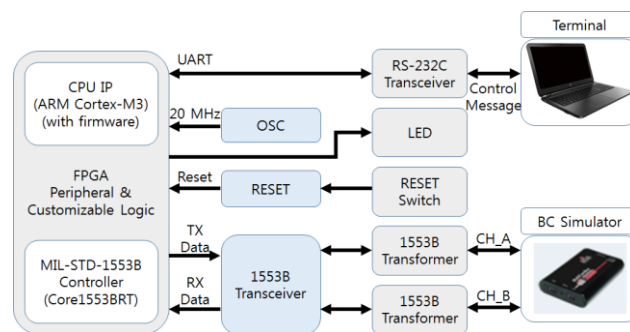 Terminal
UART
RS-232C
Transceiver
Control
Message
CPU IP
(ARM Cortex-M3)
(with firmware)
20 MHz
OSC
LED
FPGA
Peripheral &
Customizable Logic
Reset
RESET
RESET
Switch
BC Simulator
TX
Data
MIL-STD-1553B
Controller
(Core1553BRT)
RX
Data
1553B
Transceiver
1553B
Transformer
CH_A
1553B
Transformer
CH_B